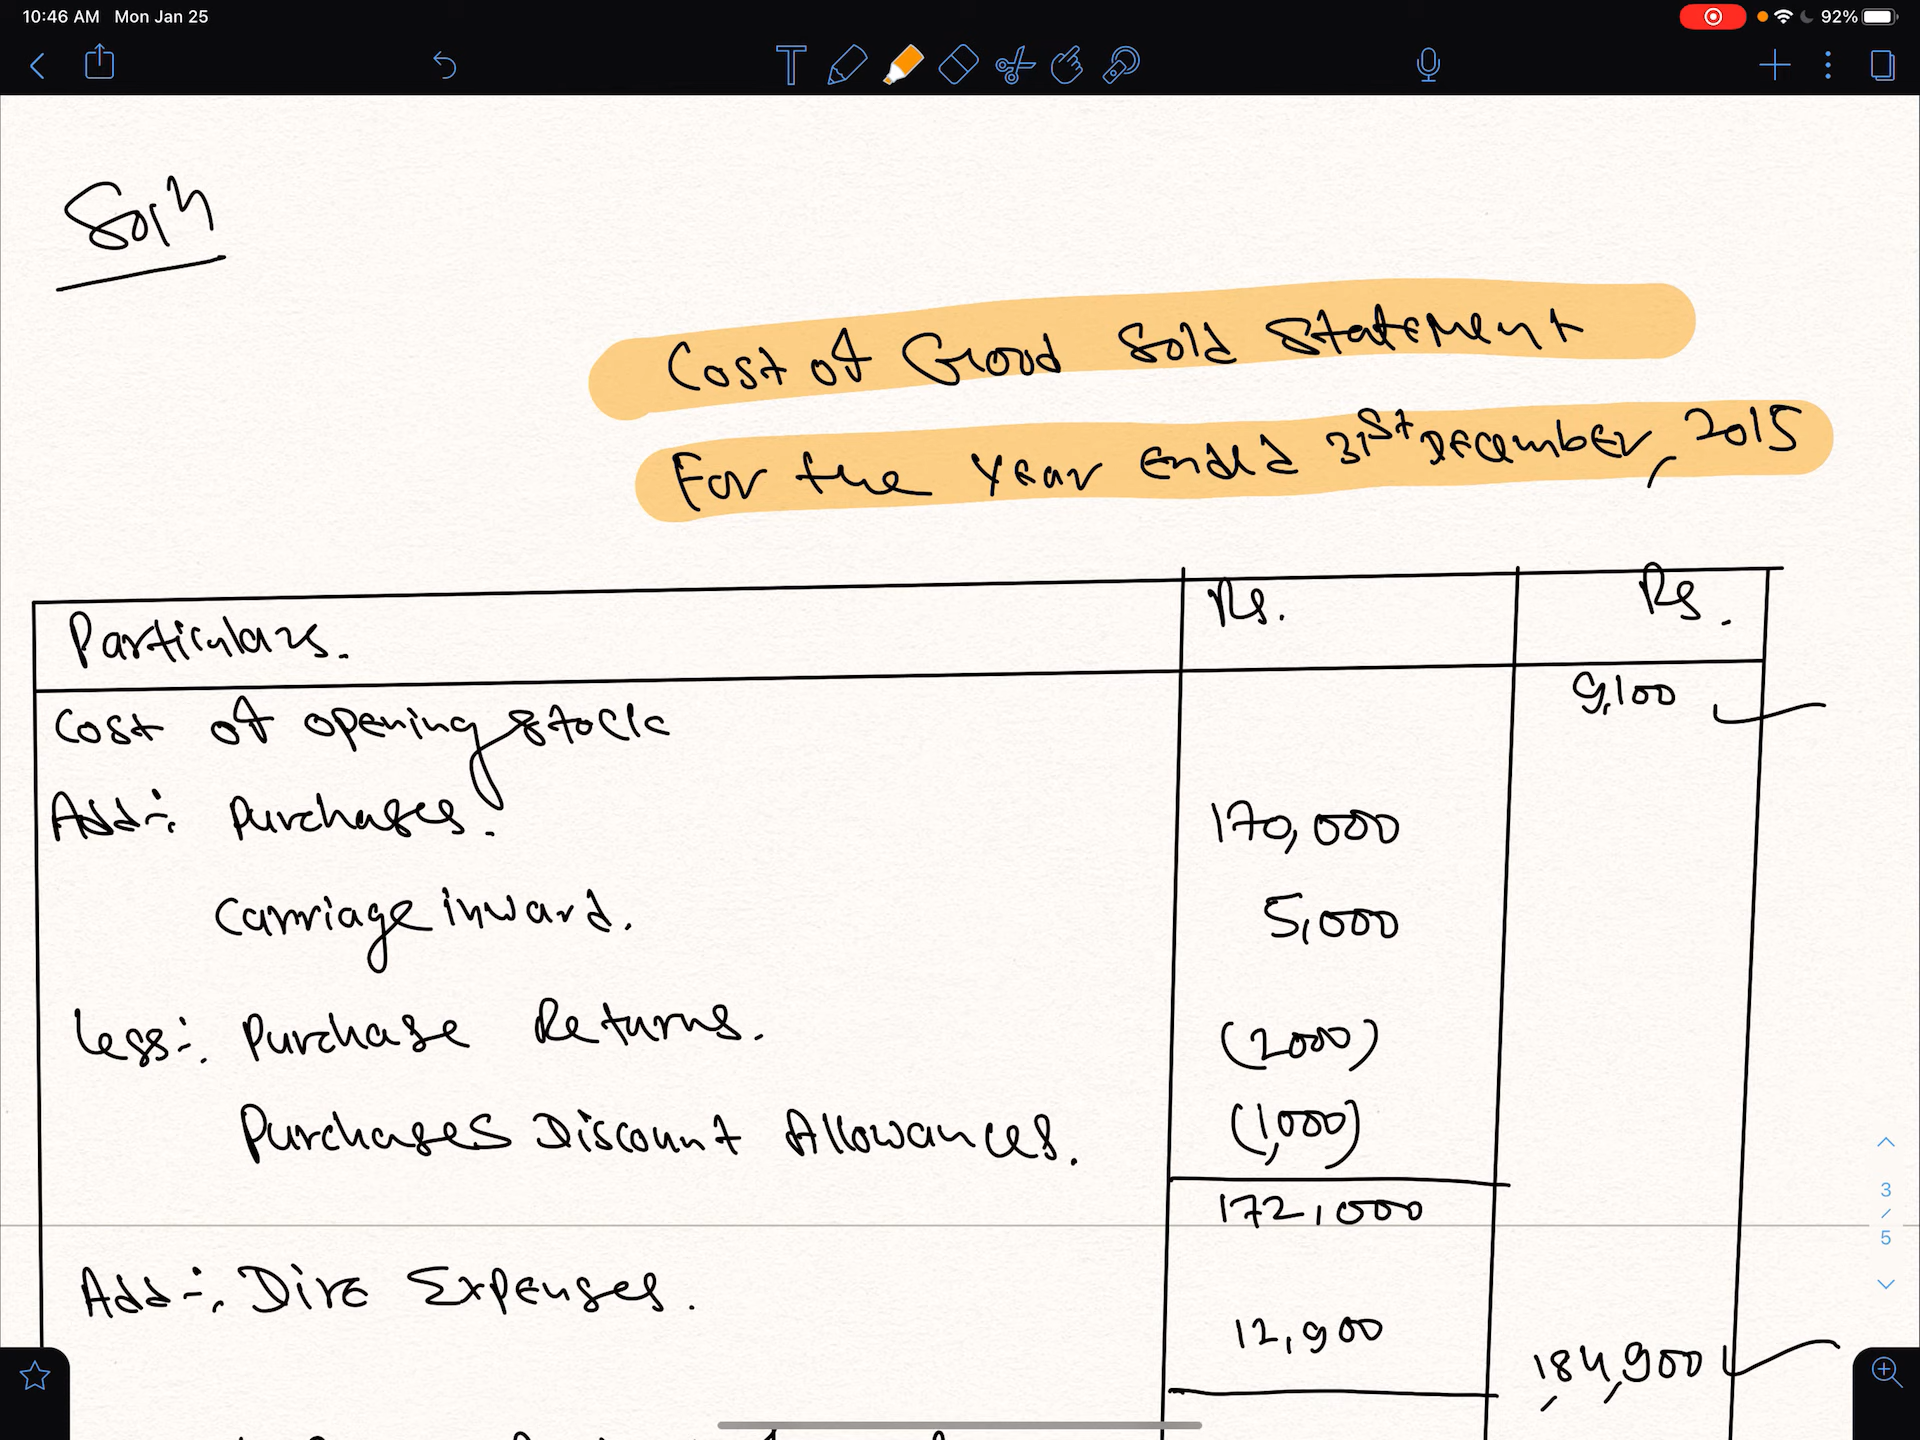 10:46 AM Mon Jan 25
92%
Soln
Cost of Good Sold Statement
For the Year Ended 31st December, 2015
Particulars. Rs. Rs.
Cost of opening stock 9,100
Add:- Purchases. 170,000
Carriage inward. 5,000
Less:- Purchase Returns. (2000)
Purchases Discount Allowances. (1,000)
172,000
3
/
5
Add:- Dire Expenses.
12,900
184,900